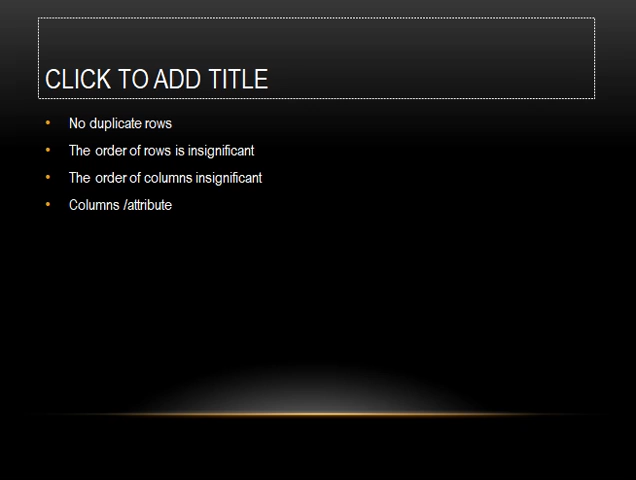 CLICK TO ADD TITLE
• No duplicate rows
• The order of rows is insignificant
• The order of columns insignificant
• Columns /attribute